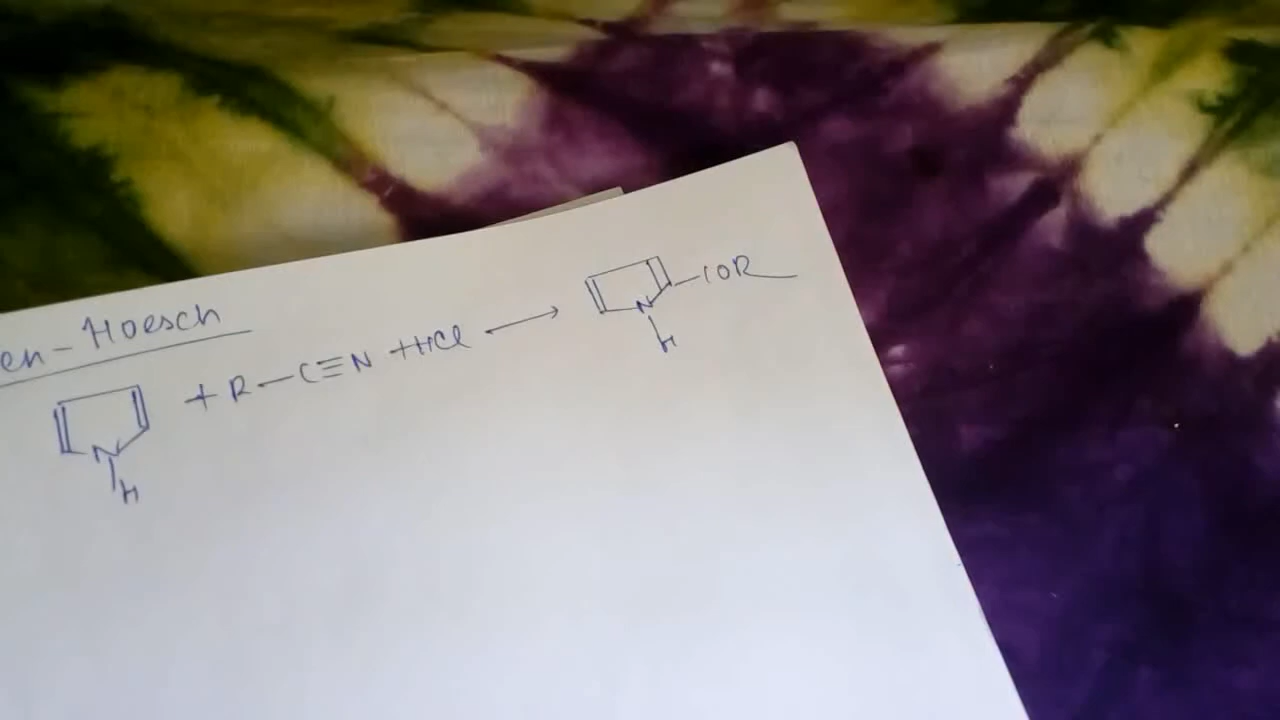 en-Hoesch
N H + R-C≡N + HCl → N H -COR